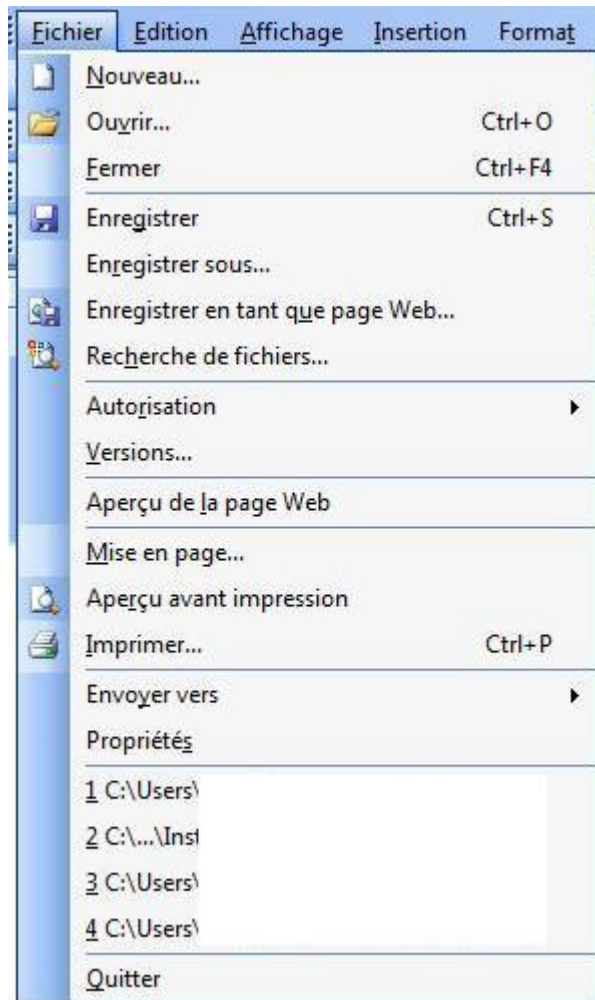 Fichier Edition Affichage Insertion Format
Nouveau...
Ouvrir... Ctrl+O
Fermer Ctrl+F4
Enregistrer Ctrl+S
Enregistrer sous...
Enregistrer en tant que page Web...
Recherche de fichiers...
Autorisation
Versions...
Aperçu de la page Web
Mise en page...
Aperçu avant impression
Imprimer... Ctrl+P
Envoyer vers
Propriétés
1 C:\Users\
2 C:\...\Inst
3 C:\Users\
4 C:\Users\
Quitter